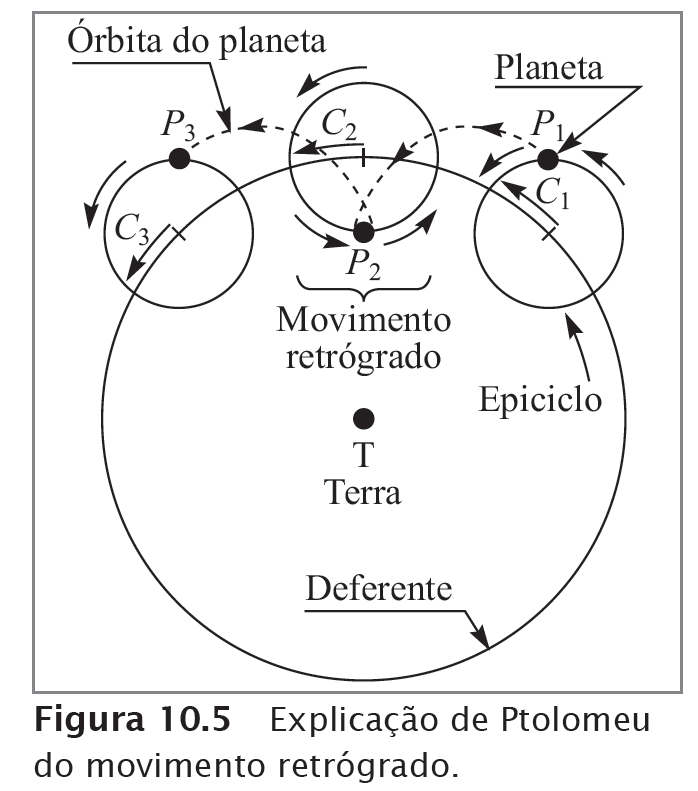 Órbita do planeta
Planeta
P3
C2
P1
C1
C3
P2
Movimento
retrógrado
Epiciclo
T
Terra
Deferente
Figura 10.5 Explicação de Ptolomeu
do movimento retrógrado.